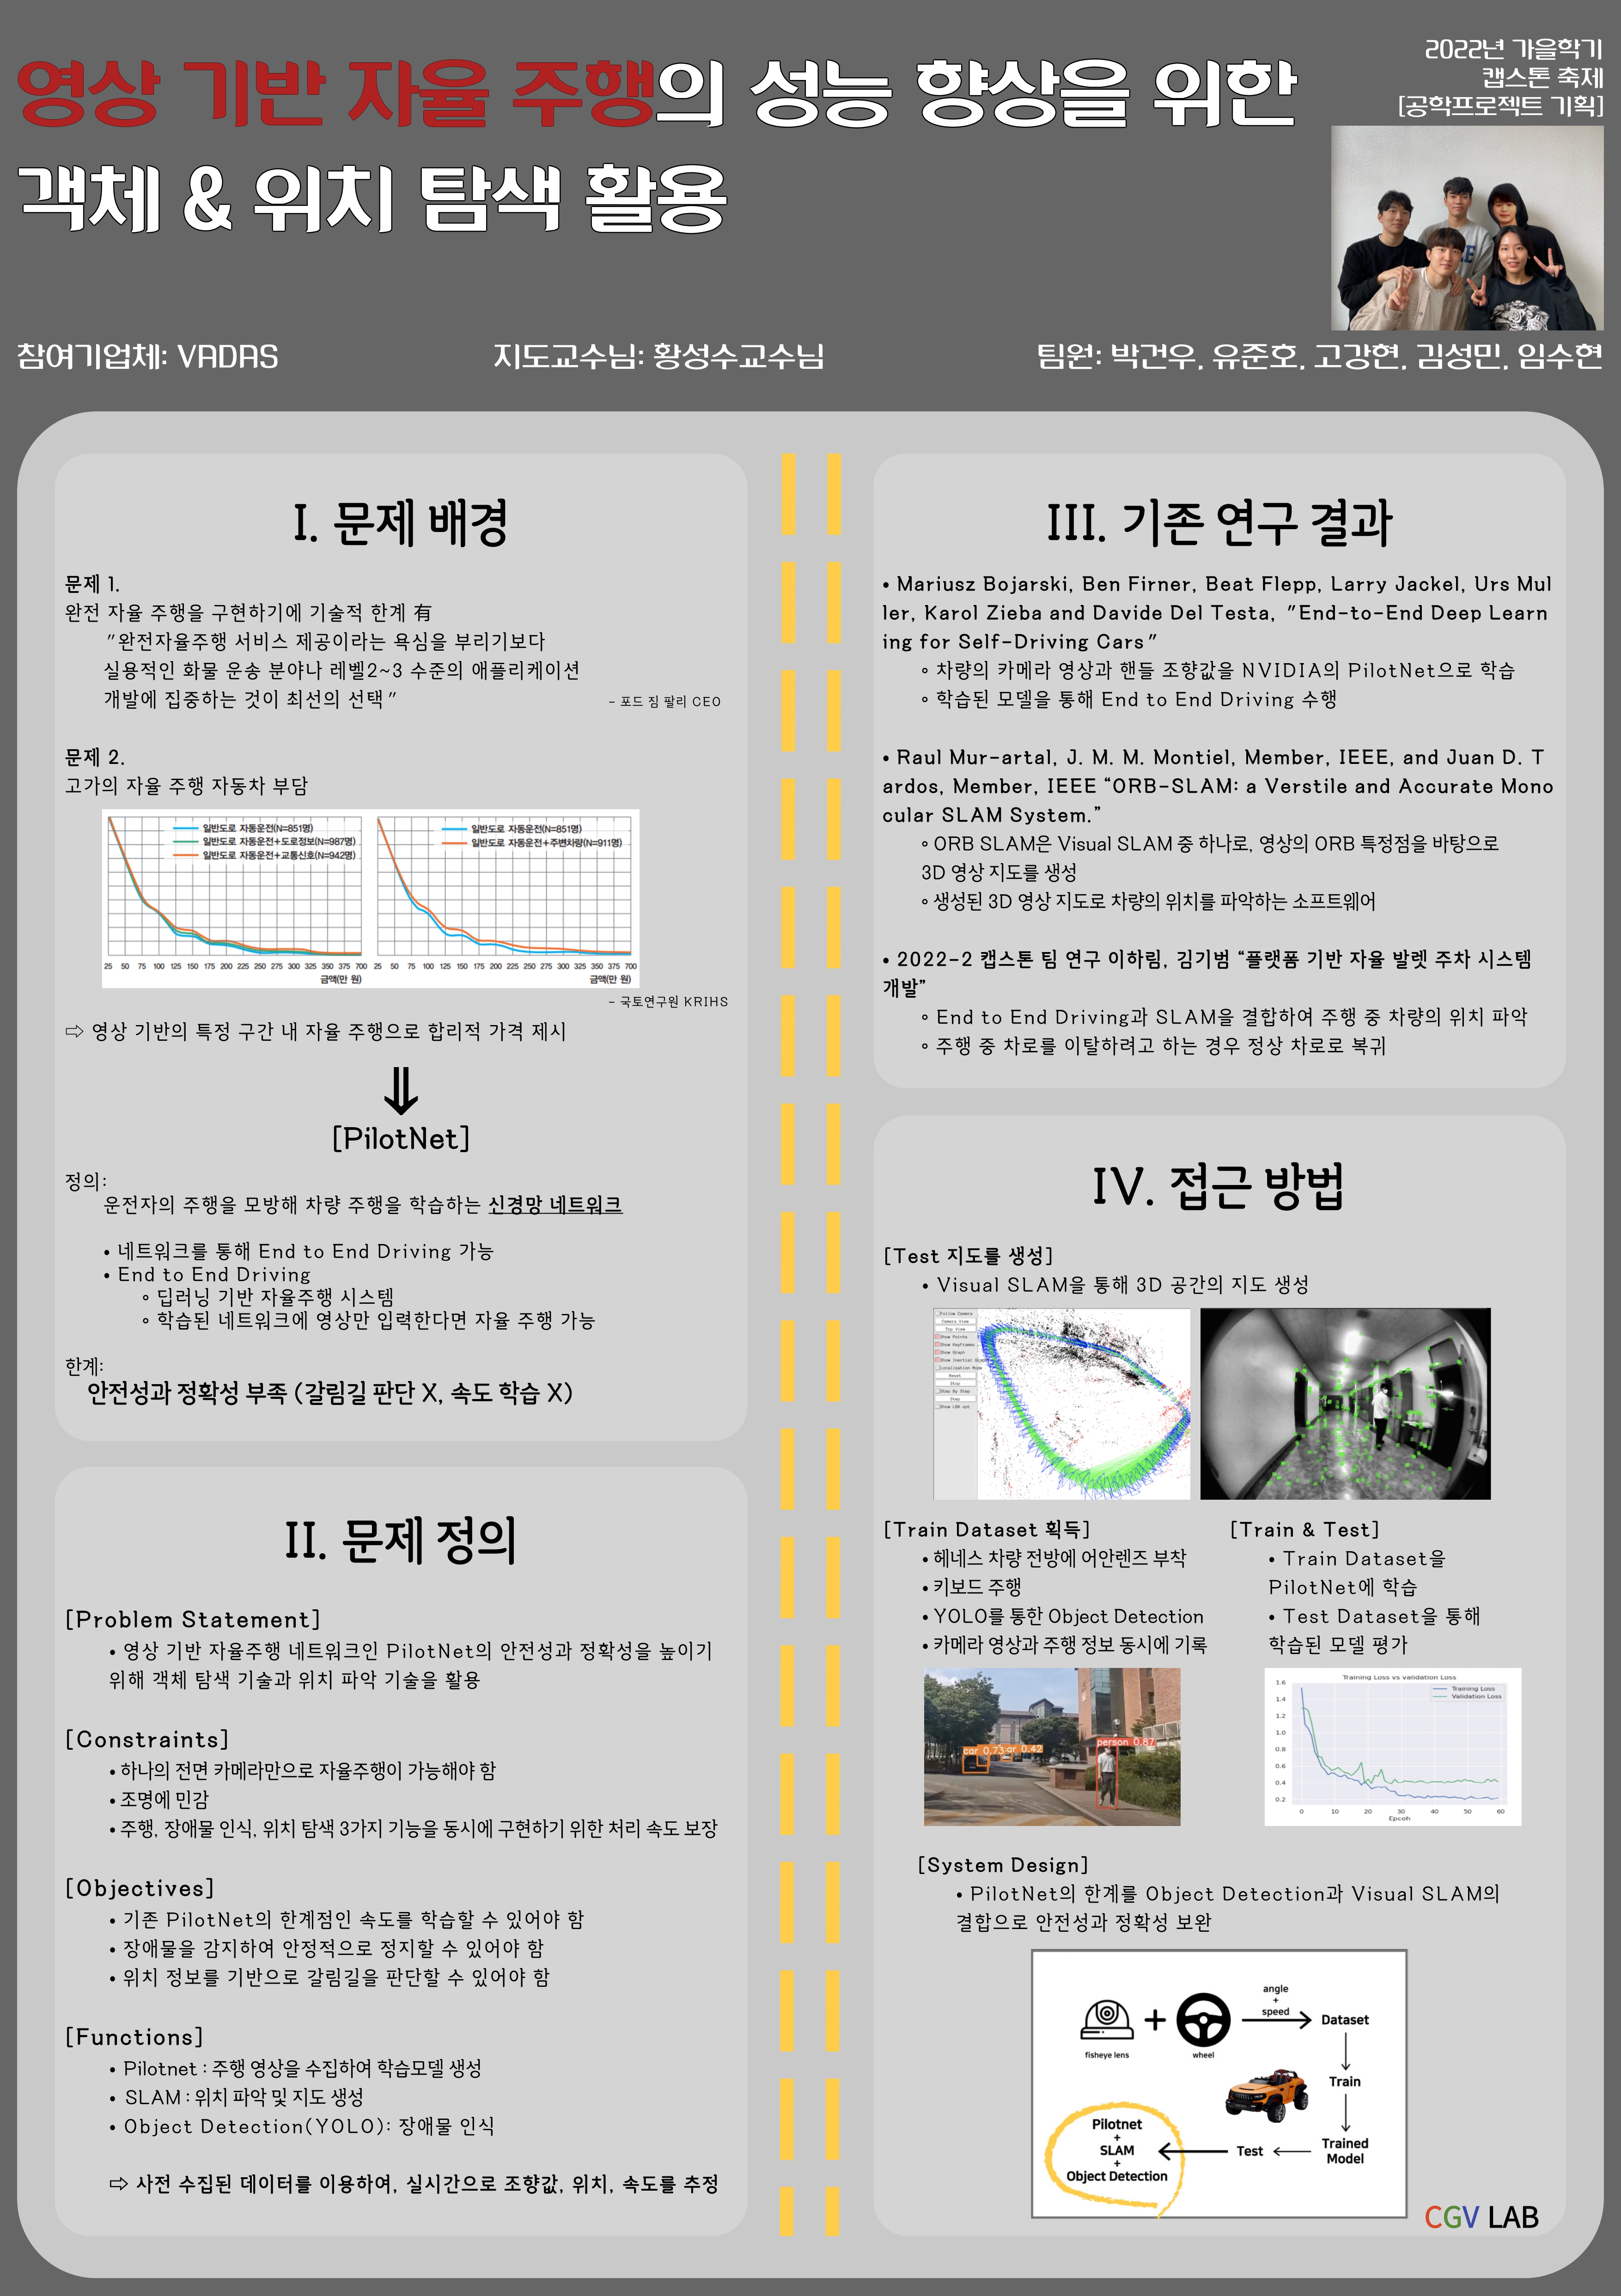 영상 기반 자율 주행의 성능 향상을 위한
객체 & 위치 탐색 활용
2022년 가을학기
캡스톤 축제
[공학프로젝트 기획]
참여기업체: VADAS
지도교수님: 황성수교수님
팀원: 박건우, 유준호, 고강현, 김성민, 임수현
I. 문제 배경
문제 1.
완전 자율 주행을 구현하기에 기술적 한계 有
"완전자율주행 서비스 제공이라는 욕심을 부리기보다
실용적인 화물 운송 분야나 레벨2~3 수준의 애플리케이션
개발에 집중하는 것이 최선의 선택"
- 포드 짐 팔리 CEO
문제 2.
고가의 자율 주행 자동차 부담
일반도로 자동운전(N=851명)
일반도로 자동운전+도로정보(N=987명)
일반도로 자동운전+교통신호(N=942명)
25 50 75 100 125 150 175 200 225 250 275 300 325 350 375 700
금액(만 원)
일반도로 자동운전(N=851명)
일반도로 자동운전+주변차량(N=911명)
25 50 75 100 125 150 175 200 225 250 275 300 325 350 375 700
금액(만 원)
- 국토연구원 KRIHS
⇨ 영상 기반의 특정 구간 내 자율 주행으로 합리적 가격 제시
⇓
[PilotNet]
정의:
운전자의 주행을 모방해 차량 주행을 학습하는 신경망 네트워크
• 네트워크를 통해 End to End Driving 가능
• End to End Driving
◦ 딥러닝 기반 자율주행 시스템
◦ 학습된 네트워크에 영상만 입력한다면 자율 주행 가능
한계:
안전성과 정확성 부족 (갈림길 판단 X, 속도 학습 X)
II. 문제 정의
[Problem Statement]
• 영상 기반 자율주행 네트워크인 PilotNet의 안전성과 정확성을 높이기
위해 객체 탐색 기술과 위치 파악 기술을 활용
[Constraints]
• 하나의 전면 카메라만으로 자율주행이 가능해야 함
• 조명에 민감
• 주행, 장애물 인식, 위치 탐색 3가지 기능을 동시에 구현하기 위한 처리 속도 보장
[Objectives]
• 기존 PilotNet의 한계점인 속도를 학습할 수 있어야 함
• 장애물을 감지하여 안정적으로 정지할 수 있어야 함
• 위치 정보를 기반으로 갈림길을 판단할 수 있어야 함
[Functions]
• Pilotnet : 주행 영상을 수집하여 학습모델 생성
• SLAM : 위치 파악 및 지도 생성
• Object Detection(YOLO): 장애물 인식
⇨ 사전 수집된 데이터를 이용하여, 실시간으로 조향값, 위치, 속도를 추정
III. 기존 연구 결과
• Mariusz Bojarski, Ben Firner, Beat Flepp, Larry Jackel, Urs Mul
ler, Karol Zieba and Davide Del Testa, "End-to-End Deep Learn
ing for Self-Driving Cars"
◦ 차량의 카메라 영상과 핸들 조향값을 NVIDIA의 PilotNet으로 학습
◦ 학습된 모델을 통해 End to End Driving 수행
• Raul Mur-artal, J. M. M. Montiel, Member, IEEE, and Juan D. T
ardos, Member, IEEE “ORB-SLAM: a Verstile and Accurate Mono
cular SLAM System.”
◦ ORB SLAM은 Visual SLAM 중 하나로, 영상의 ORB 특정점을 바탕으로
3D 영상 지도를 생성
◦ 생성된 3D 영상 지도로 차량의 위치를 파악하는 소프트웨어
• 2022-2 캡스톤 팀 연구 이하림, 김기범 “플랫폼 기반 자율 발렛 주차 시스템
개발”
◦ End to End Driving과 SLAM을 결합하여 주행 중 차량의 위치 파악
◦ 주행 중 차로를 이탈하려고 하는 경우 정상 차로로 복귀
IV. 접근 방법
[Test 지도를 생성]
• Visual SLAM을 통해 3D 공간의 지도 생성
Follow Camera
Camera View
Top View
Show Points
Show KeyFrames
Show Graph
Show Inertial Graph
Localization Mode
Reset
Stop
Step By Step
Step
Show LBA opt
[Train Dataset 획득]
• 헤네스 차량 전방에 어안렌즈 부착
• 키보드 주행
• YOLO를 통한 Object Detection
• 카메라 영상과 주행 정보 동시에 기록
car 0.73 ar 0.42
person 0.87
[Train & Test]
• Train Dataset을
PilotNet에 학습
• Test Dataset을 통해
학습된 모델 평가
Training Loss vs validation Loss
Training Loss
Validation Loss
1.6
1.4
1.2
1.0
0.8
0.6
0.4
0.2
0 10 20 30 40 50 60
Epcoh
[System Design]
• PilotNet의 한계를 Object Detection과 Visual SLAM의
결합으로 안전성과 정확성 보완
fisheye lens
+
wheel
angle
+
speed
Dataset
Train
Trained
Model
Test
Pilotnet
+
SLAM
+
Object Detection
CGV LAB